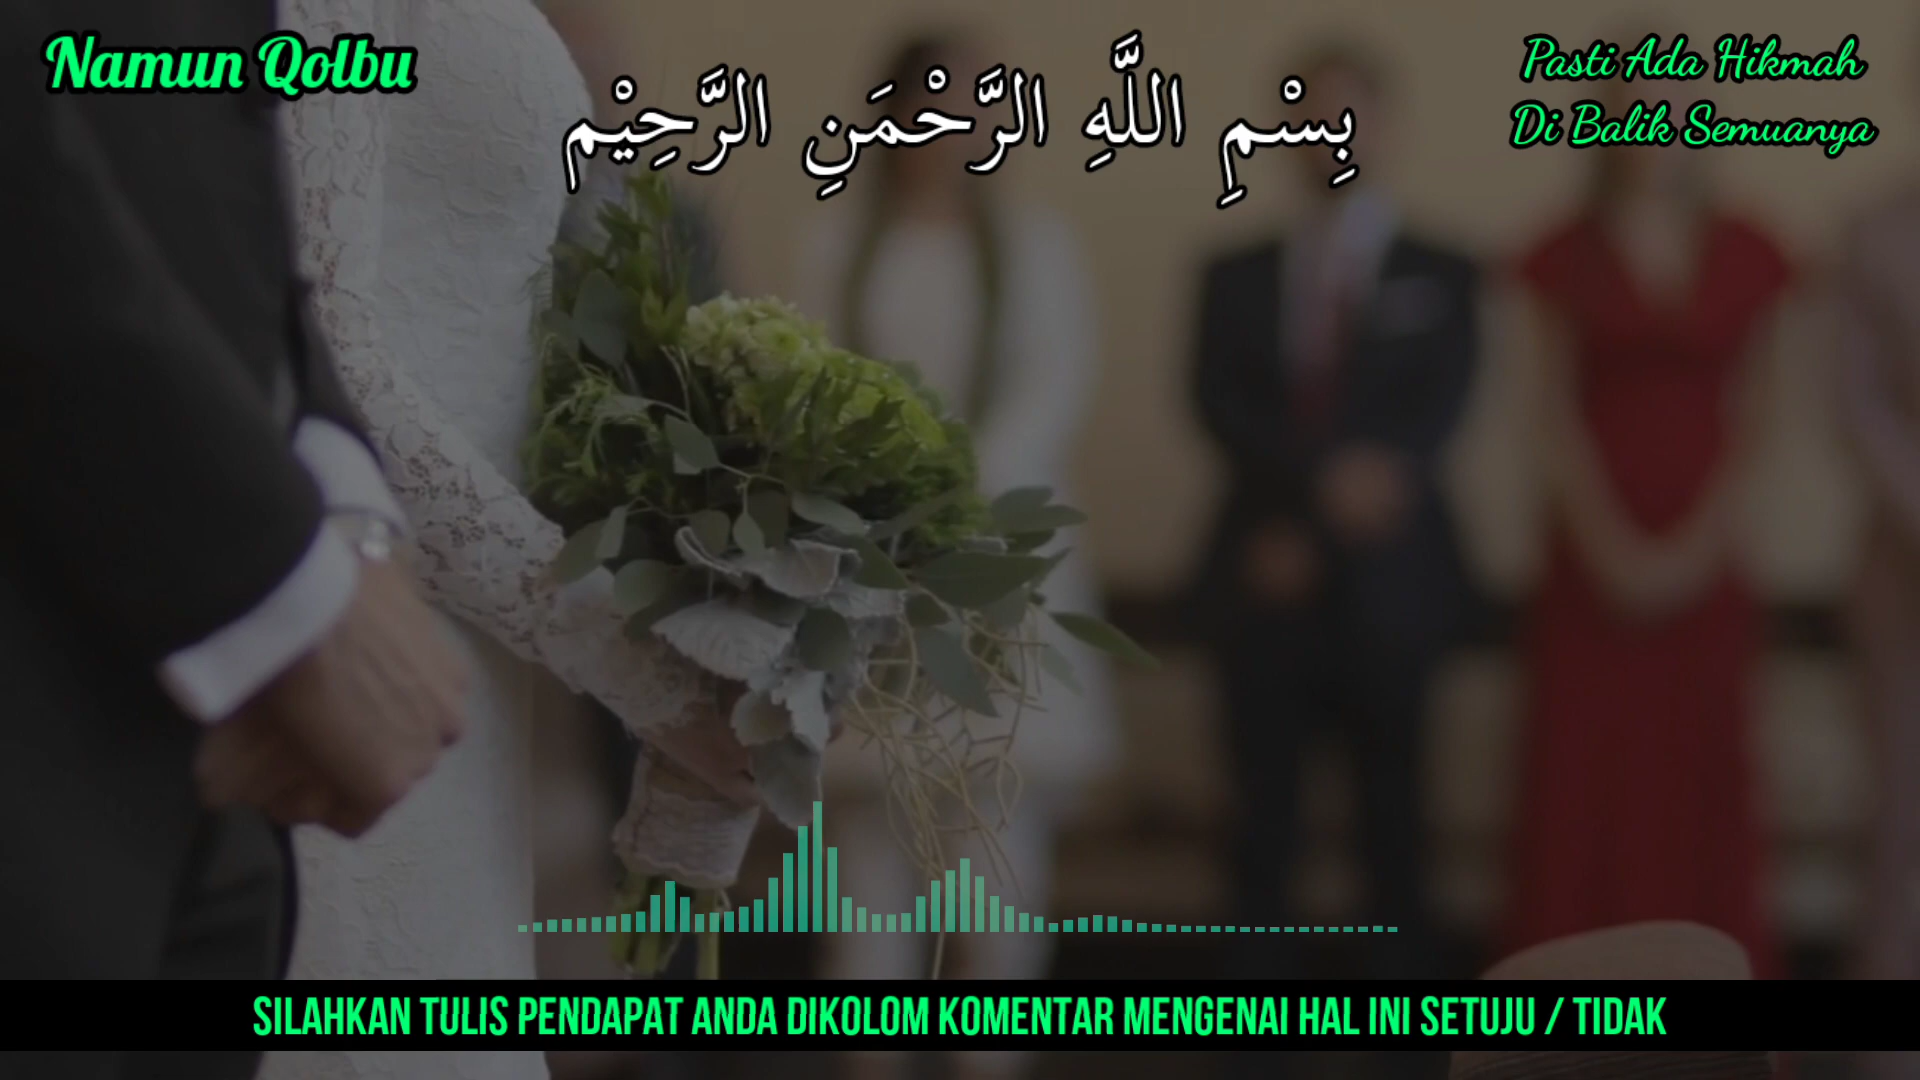 Namun Qolbu
بِسْمِ اللَّهِ الرَّحْمَنِ الرَّحِيْمِ
Pasti Ada Hikmah
Di Balik Semuanya
SILAHKAN TULIS PENDAPAT ANDA DIKOLOM KOMENTAR MENGENAI HAL INI SETUJU / TIDAK